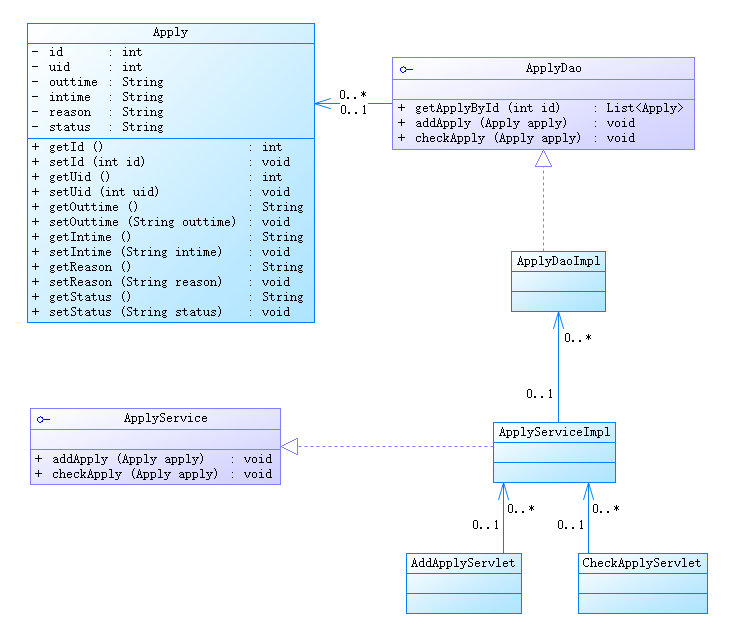 Apply
- id : int
- uid : int
- outtime : String
- intime : String
- reason : String
- status : String
+ getId () : int
+ setId (int id) : void
+ getUid () : int
+ setUid (int uid) : void
+ getOuttime () : String
+ setOuttime (String outtime) : void
+ getIntime () : String
+ setIntime (String intime) : void
+ getReason () : String
+ setReason (String reason) : void
+ getStatus () : String
+ setStatus (String status) : void
0..*
0..1
ApplyDao
+ getApplyById (int id) : List<Apply>
+ addApply (Apply apply) : void
+ checkApply (Apply apply) : void
ApplyDaoImpl
0..*
0..1
ApplyService
+ addApply (Apply apply) : void
+ checkApply (Apply apply) : void
ApplyServiceImpl
0..*
0..1
0..*
0..1
AddApplyServlet
CheckApplyServlet